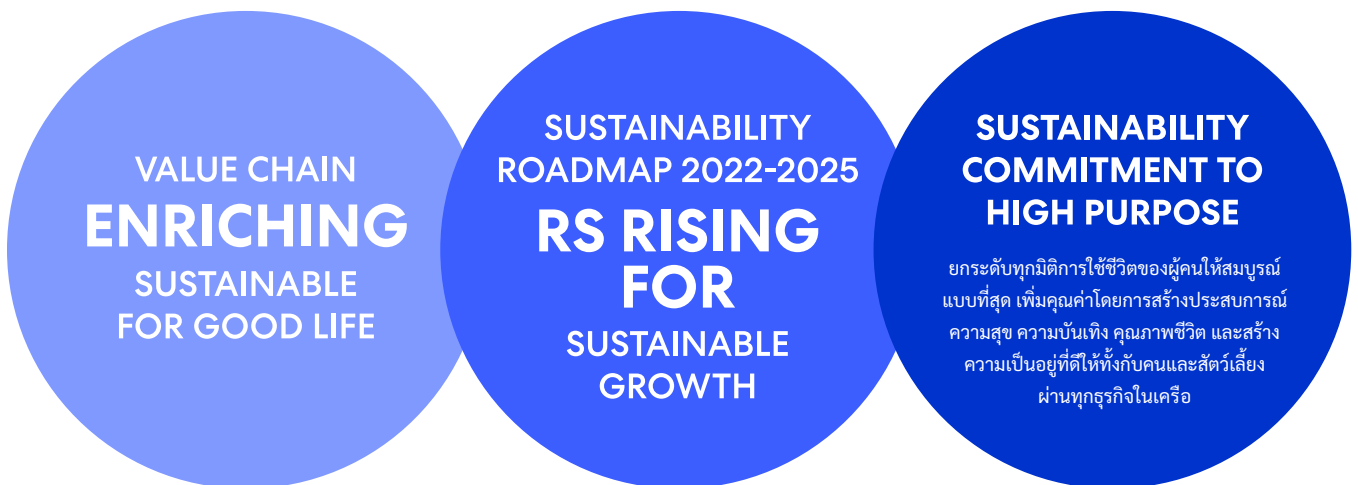 VALUE CHAIN
ENRICHING
SUSTAINABLE
FOR GOOD LIFE
SUSTAINABILITY
ROADMAP 2022-2025
RS RISING
FOR
SUSTAINABLE
GROWTH
SUSTAINABILITY
COMMITMENT TO
HIGH PURPOSE
ยกระดับทุกมิติการใช้ชีวิตของผู้คนให้สมบูรณ์
แบบที่สุด เพิ่มคุณค่าโดยการสร้างประสบการณ์
ความสุข ความบันเทิง คุณภาพชีวิต และสร้าง
ความเป็นอยู่ที่ดีให้ทั้งกับคนและสัตว์เลี้ยง
ผ่านทุกธุรกิจในเครือ